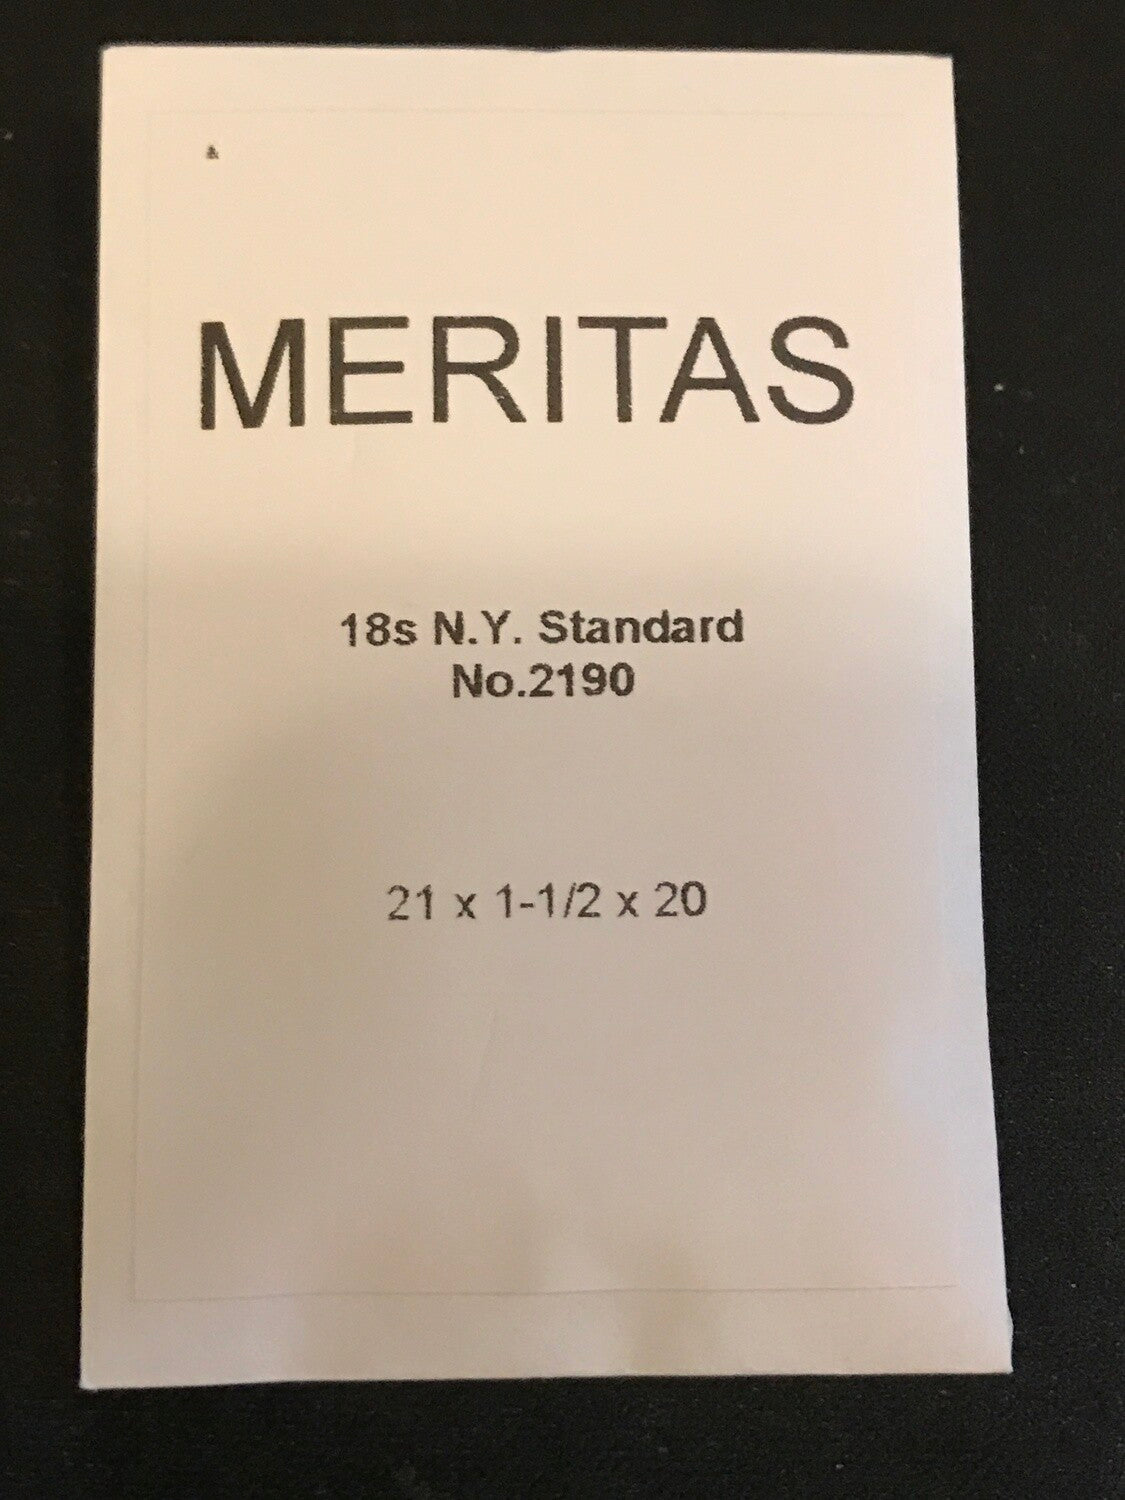 MERITAS
18s N.Y. Standard
No.2190
21 x 1-1/2 x 20